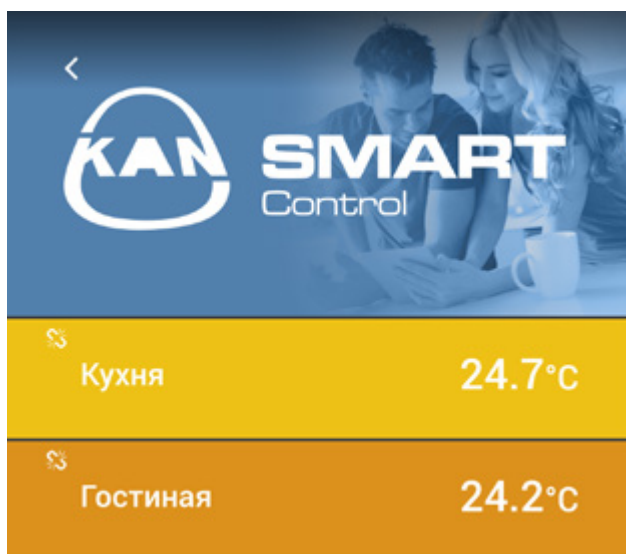 KAN
SMART
Control
Кухня 24.7°C
Гостиная 24.2°C